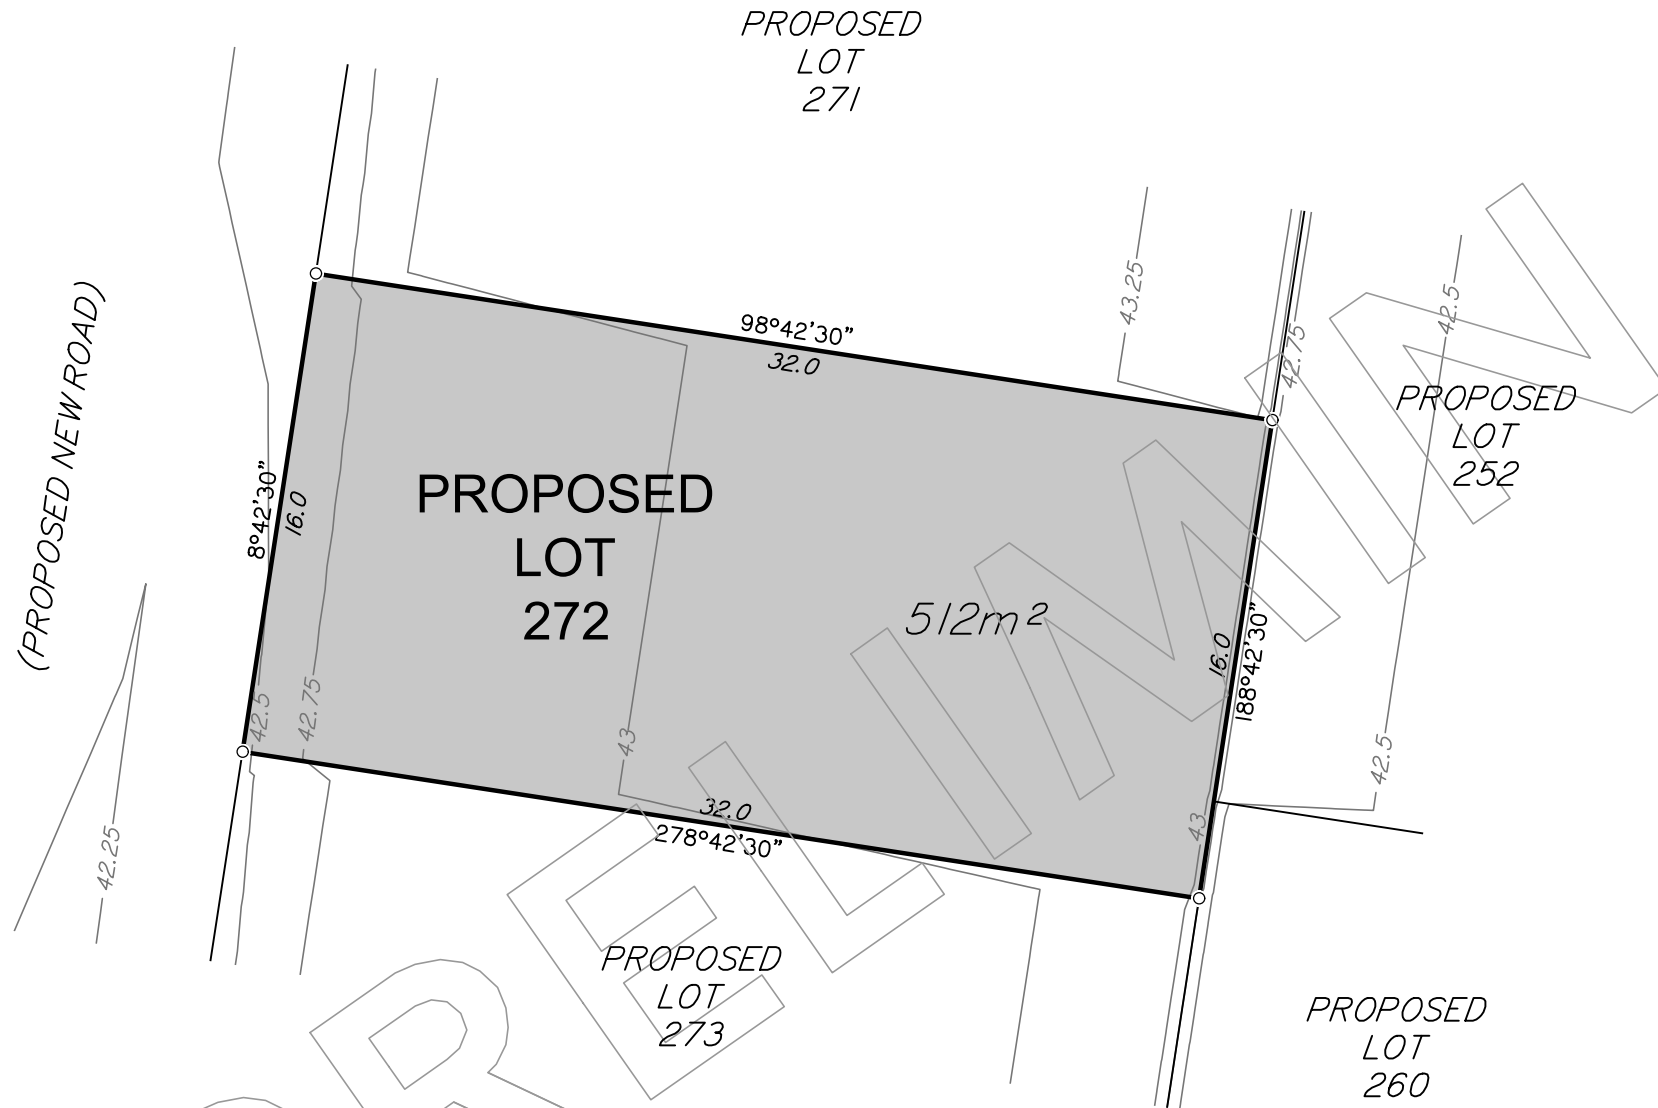 PROPOSED
LOT
271
(PROPOSED NEW ROAD)
43.25
42.5
42.75
98°42'30"
32.0
PROPOSED
LOT
252
8°42'30"
16.0
PROPOSED
LOT
272
512m²
16.0
188°42'30"
42.5
42.75
43
42.5
42.25
32.0
278°42'30"
43
PROPOSED
LOT
273
PROPOSED
LOT
260
RELIMIN